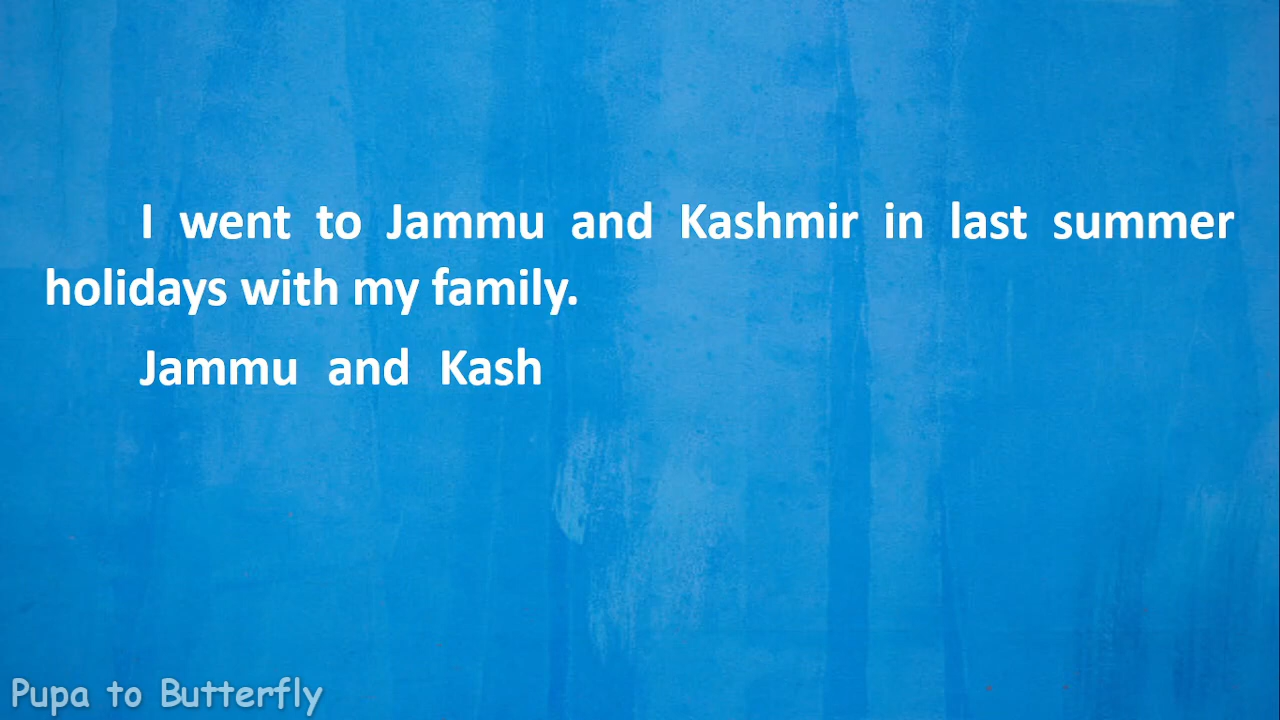 I went to Jammu and Kashmir in last summer
holidays with my family.
Jammu and Kash
Pupa to Butterfly